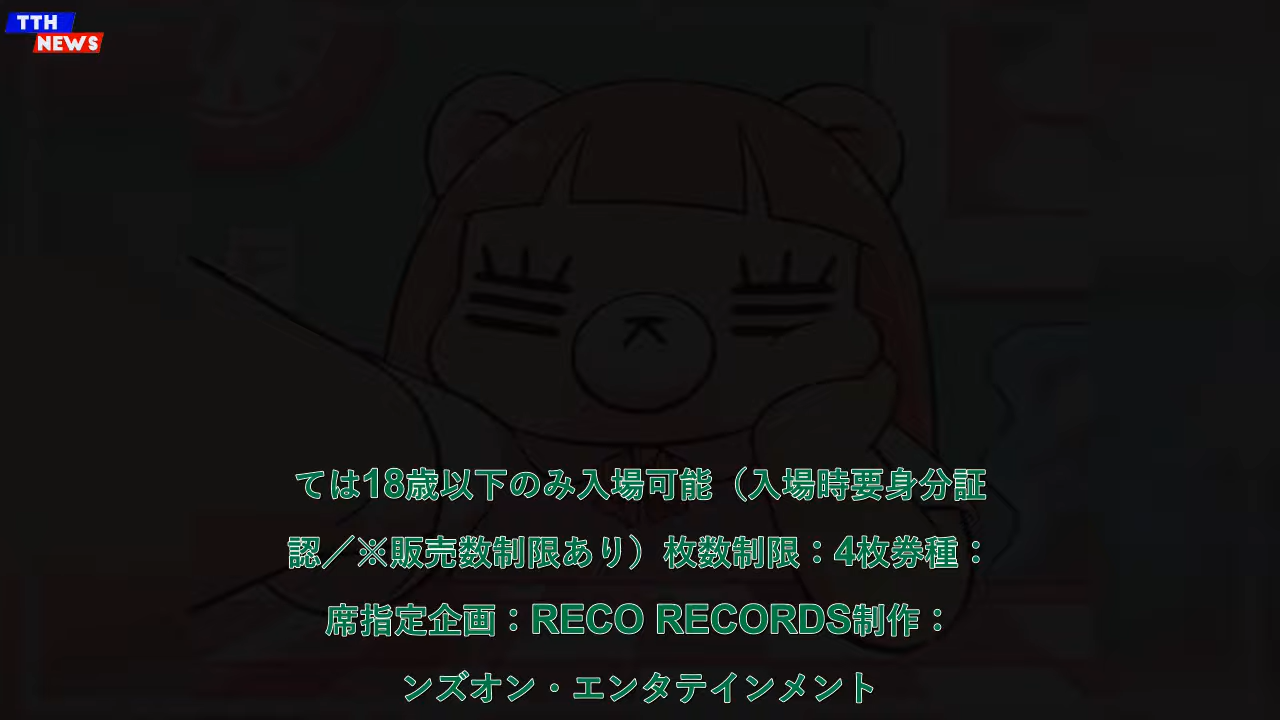 TTH
NEWS
ては18歳以下のみ入場可能（入場時要身分証
認／※販売数制限あり）枚数制限：4枚券種：
席指定企画：RECO RECORDS制作：
ンズオン・エンタテインメント